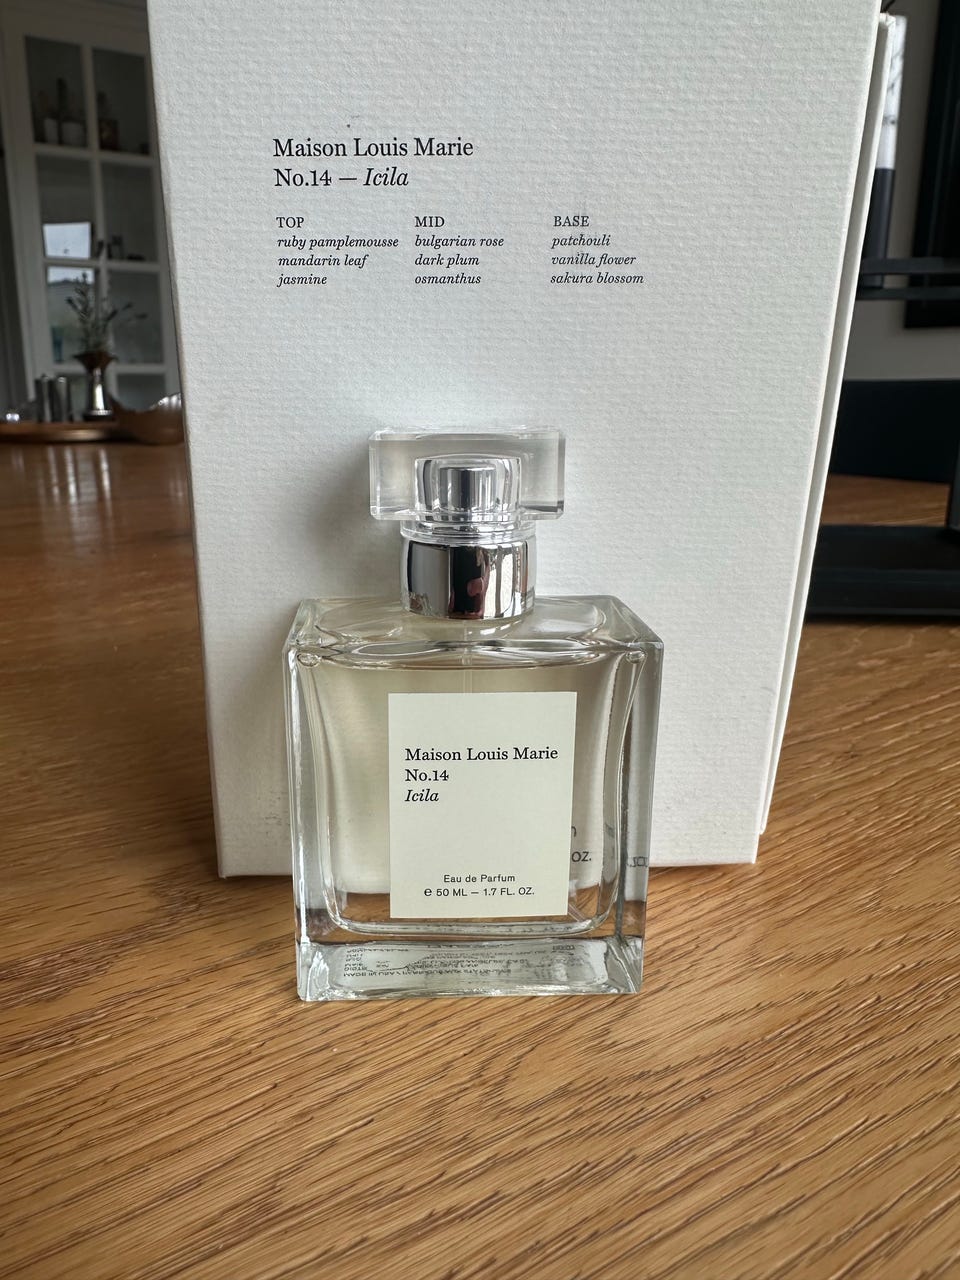 Maison Louis Marie
No.14 — Icila
TOP MID BASE
ruby pamplemousse bulgarian rose patchouli
mandarin leaf dark plum vanilla flower
jasmine osmanthus sakura blossom
Maison Louis Marie
No.14
Icila
OZ.
Eau de Parfum
℮ 50 ML — 1.7 FL. OZ.